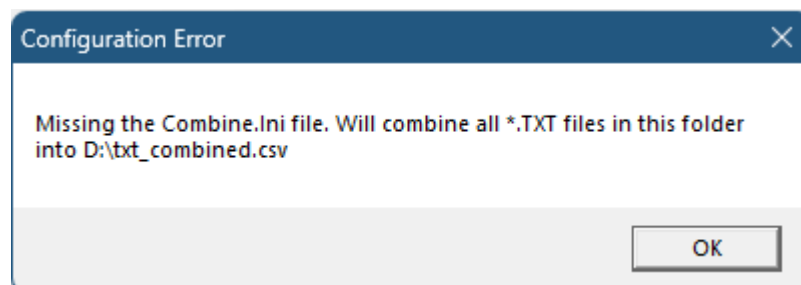 Configuration Error
Missing the Combine.Ini file. Will combine all *.TXT files in this folder
into D:\txt_combined.csv
OK